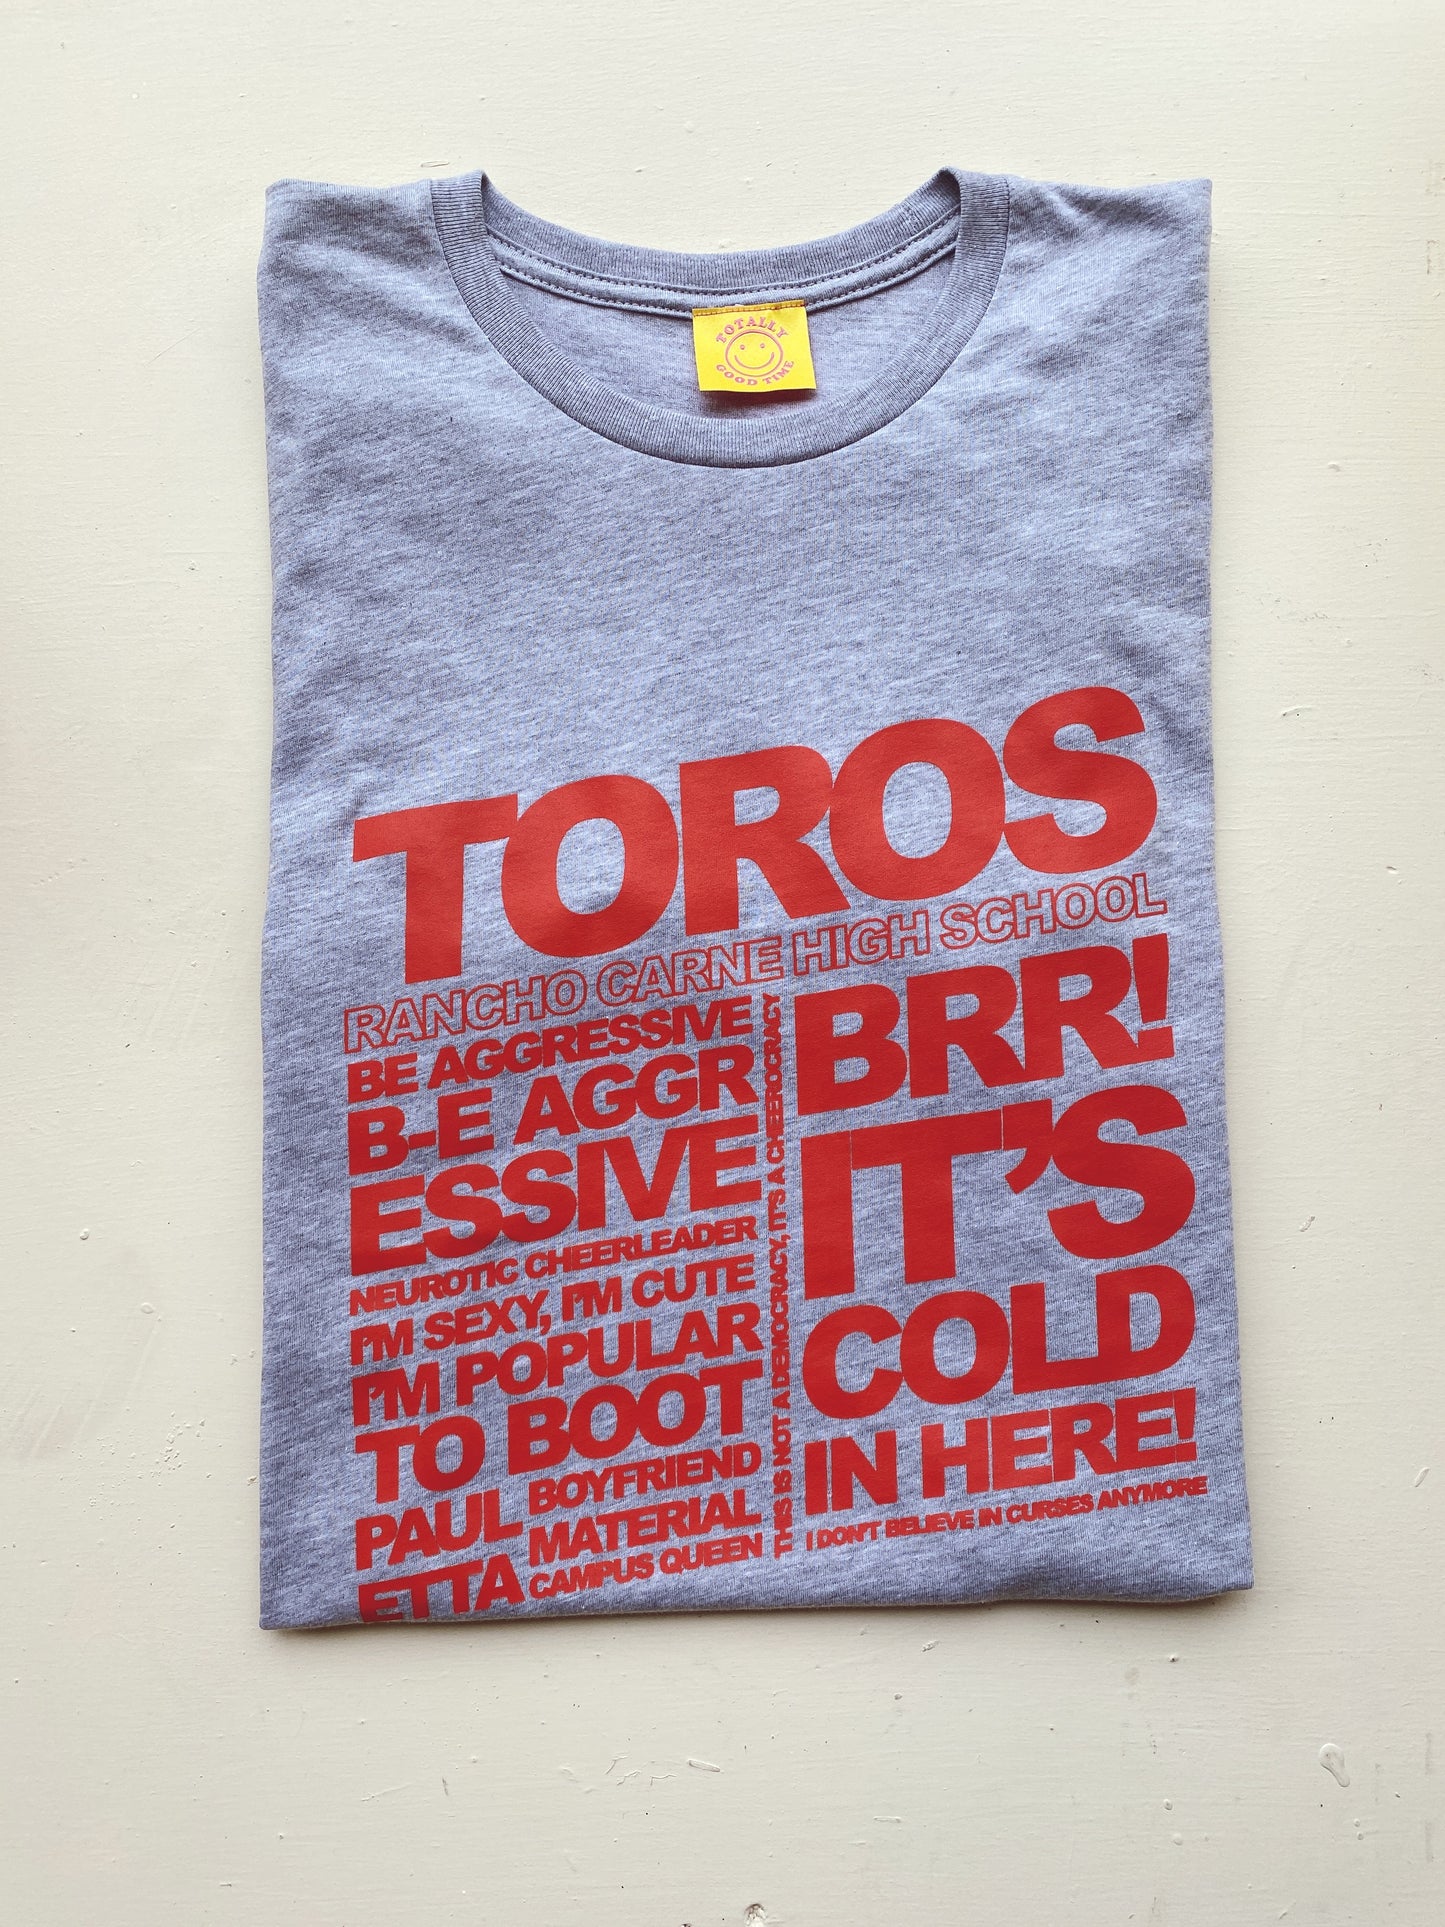 TOTALLY
GOOD TIME
TOROS
RANCHO CARNE HIGH SCHOOL
BE AGGRESSIVE
B-E AGGR
ESSIVE
NEUROTIC CHEERLEADER
I'M SEXY, I'M CUTE
I'M POPULAR
TO BOOT
PAUL
ETTA
BOYFRIEND
MATERIAL
CAMPUS QUEEN
THIS IS NOT A DEMOCRACY, IT'S A CHEEROCRACY
BRR!
IT'S
COLD
IN HERE!
I DON'T BELIEVE IN CURSES ANYMORE